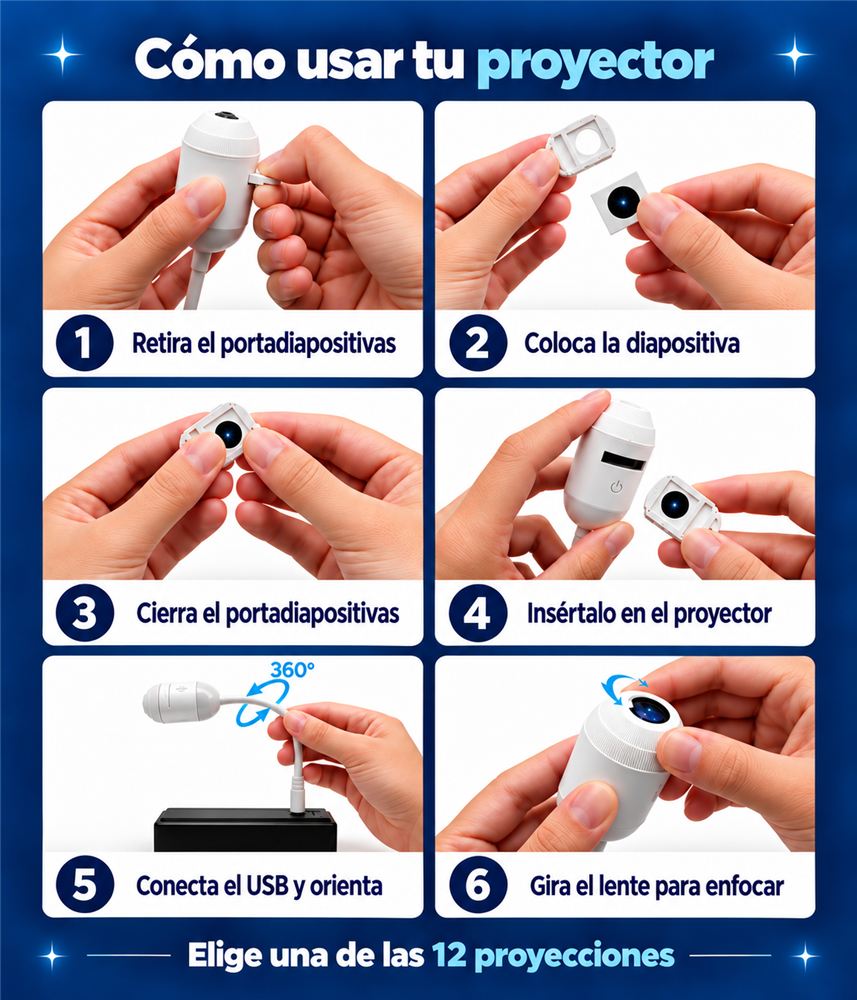 Cómo usar tu proyector
1 Retira el portadiapositivas
2 Coloca la diapositiva
3 Cierra el portadiapositivas
4 Insértalo en el proyector
360°
5 Conecta el USB y orienta
6 Gira el lente para enfocar
Elige una de las 12 proyecciones